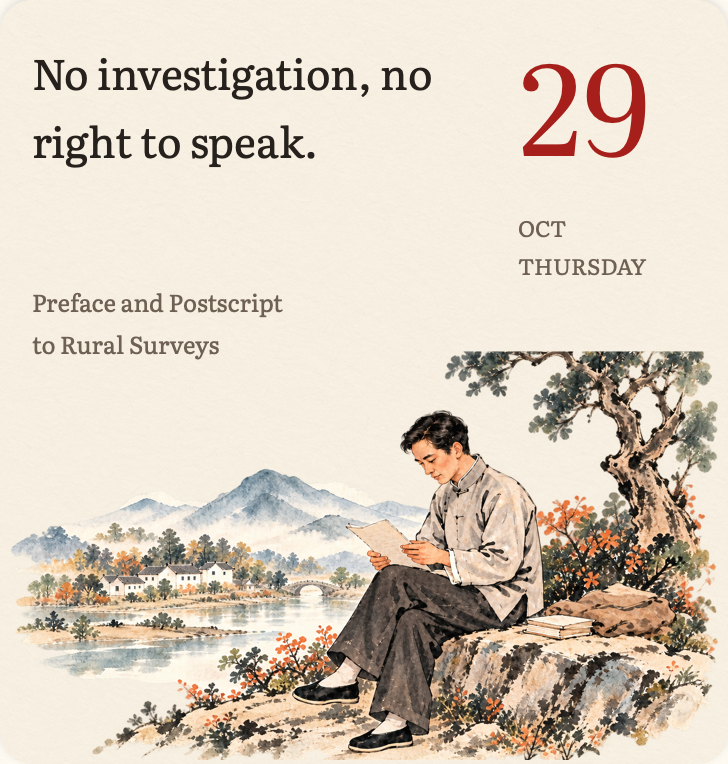 No investigation, no
right to speak.
29
OCT
THURSDAY
Preface and Postscript
to Rural Surveys